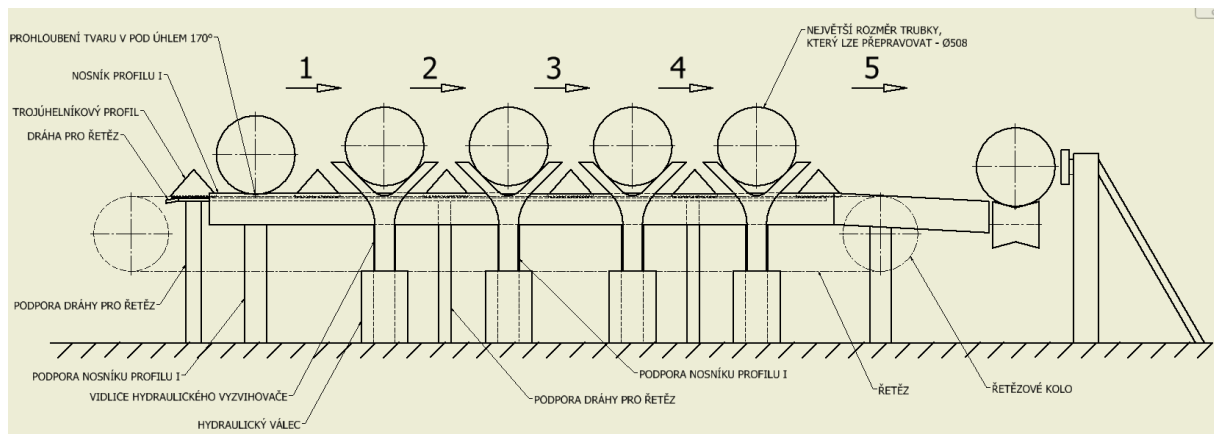 PROHLOUBENÍ TVARU V POD ÚHLEM 170°
NEJVĚTŠÍ ROZMĚR TRUBKY,
KTERÝ LZE PŘEPRAVOVAT - Ø508
NOSNÍK PROFILU I
1
2
3
4
5
TROJÚHELNÍKOVÝ PROFIL
DRÁHA PRO ŘETĚZ
PODPORA DRÁHY PRO ŘETĚZ
PODPORA NOSNÍKU PROFILU I
PODPORA NOSNÍKU PROFILU I
VIDLICE HYDRAULICKÉHO VYZVIHOVAČE
PODPORA DRÁHY PRO ŘETĚZ
ŘETĚZ
ŘETĚZOVÉ KOLO
HYDRAULICKÝ VÁLEC